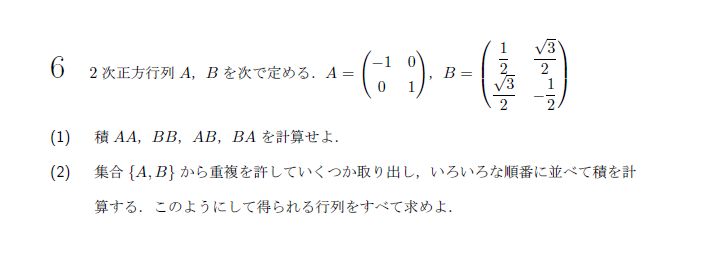 6 2次正方行列 A, B を次で定める. A = \begin{pmatrix} -1 & 0 \\ 0 & 1 \end{pmatrix}, B = \begin{pmatrix} \frac{1}{2} & \frac{\sqrt{3}}{2} \\ \frac{\sqrt{3}}{2} & -\frac{1}{2} \end{pmatrix}
(1) 積 AA, BB, AB, BA を計算せよ.
(2) 集合 {A, B} から重複を許していくつか取り出し, いろいろな順番に並べて積を計
算する. このようにして得られる行列をすべて求めよ.